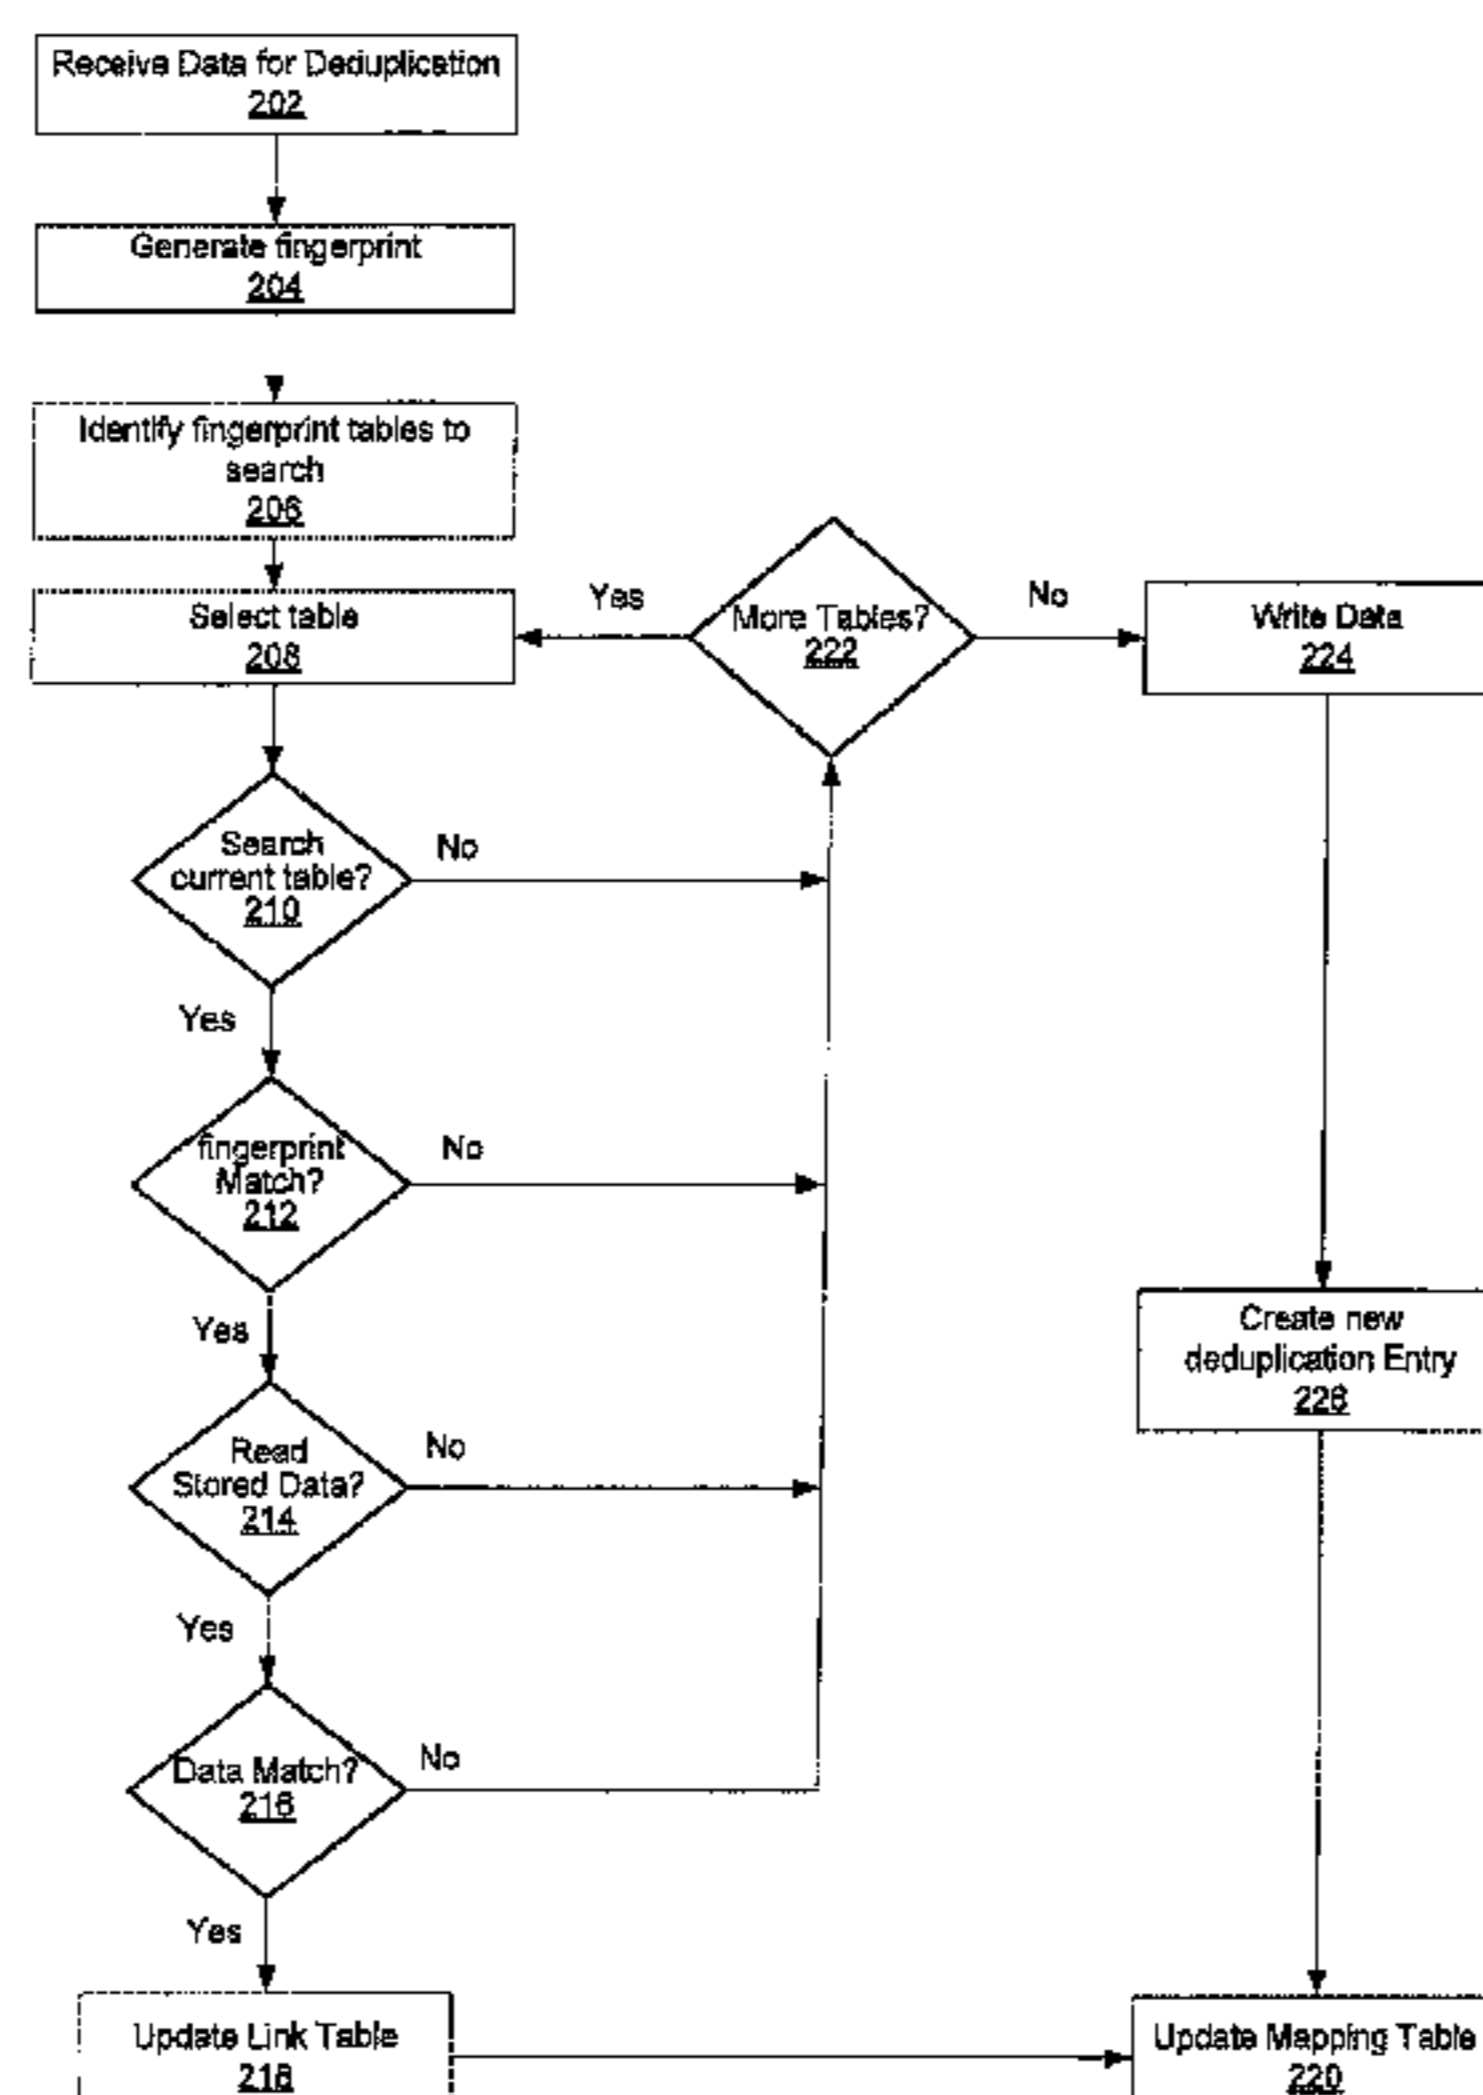 Receive Data for Deduplication
202
Generate fingerprint
204
Identify fingerprint tables to
search
206
Select table
208
Yes
More Tables?
222
No
Write Data
224
Search
current table?
210
No
Yes
fingerprint
Match?
212
No
Yes
Read
Stored Data?
214
No
Yes
Data Match?
216
No
Yes
Create new
deduplication Entry
226
Update Link Table
218
Update Mapping Table
220